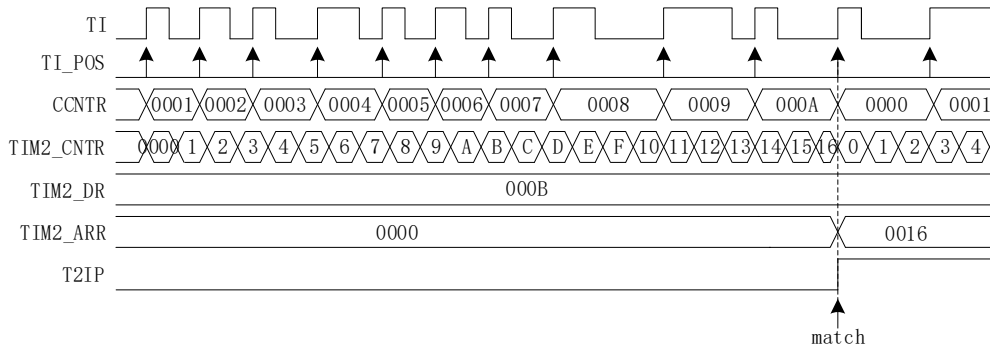 TI
TI_POS
CCNTR 0001 0002 0003 0004 0005 0006 0007 0008 0009 000A 0000 0001
TIM2_CNTR 0000 1 2 3 4 5 6 7 8 9 A B C D E F 10 11 12 13 14 15 16 0 1 2 3 4
TIM2_DR 000B
TIM2_ARR 0000 0016
T2IP
match